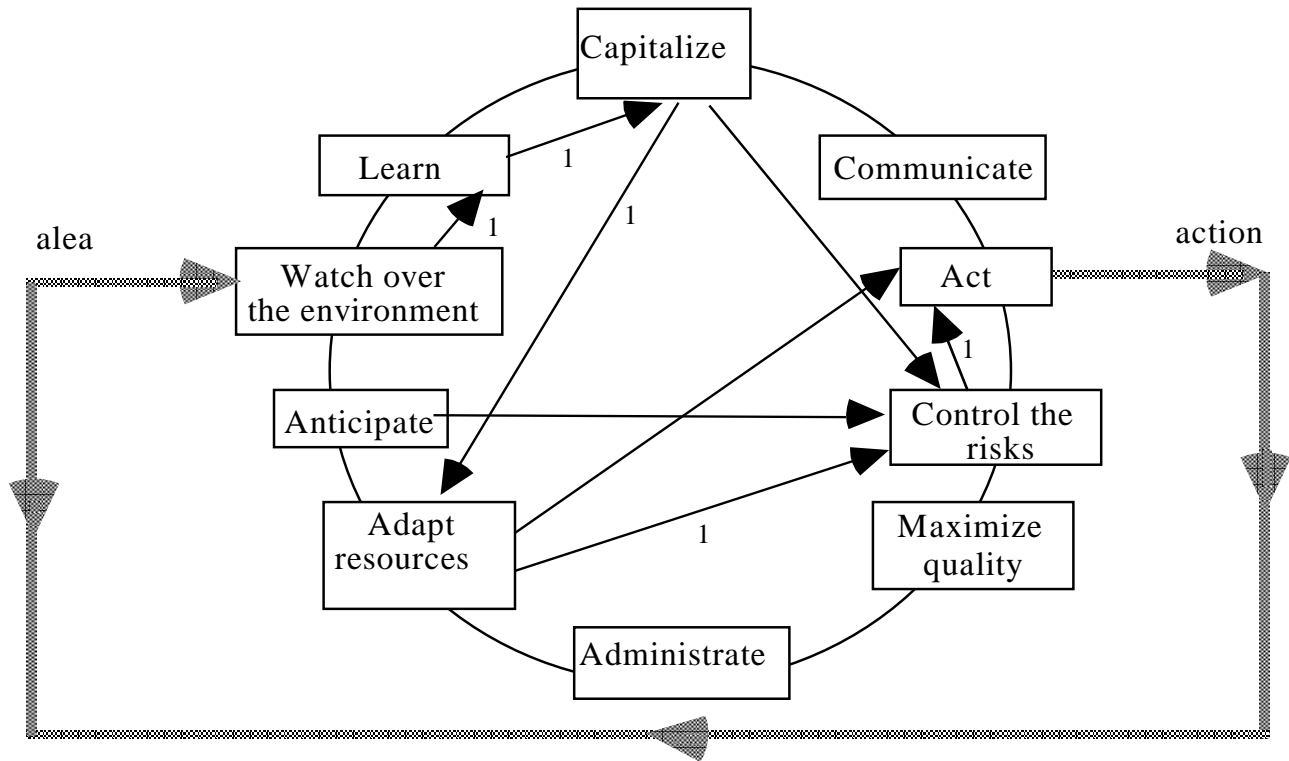 Capitalize
Learn
1
Communicate
1
1
alea
action
Watch over
the environment
Act
1
Anticipate
Control the
risks
Adapt
resources
1
Maximize
quality
Administrate